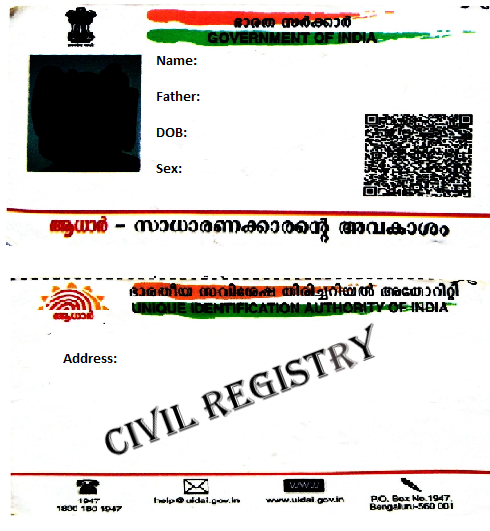 ഭാരത സർക്കാർ
GOVERNMENT OF INDIA
Name:
Father:
DOB:
Sex:
ആധാർ – സാധാരണക്കാരന്റെ അവകാശം
ഭാരതീയ സവിശേഷ തിരിച്ചറിയൽ അതോറിറ്റി
ആധാർ
UNIQUE IDENTIFICATION AUTHORITY OF INDIA
Address:
CIVIL REGISTRY
1947
1800 180 1947
help@uidai.gov.in
WWW
www.uidai.gov.in
P.O. Box No.1947,
Bengaluru-560 001